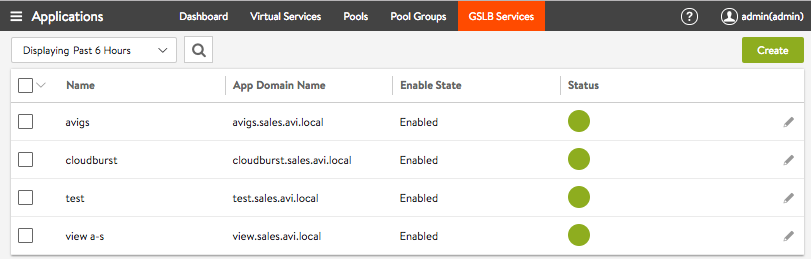 Applications Dashboard Virtual Services Pools Pool Groups GSLB Services ? admin(admin)
Displaying Past 6 Hours Create
Name App Domain Name Enable State Status
avigs avigs.sales.avi.local Enabled
cloudburst cloudburst.sales.avi.local Enabled
test test.sales.avi.local Enabled
view a-s view.sales.avi.local Enabled